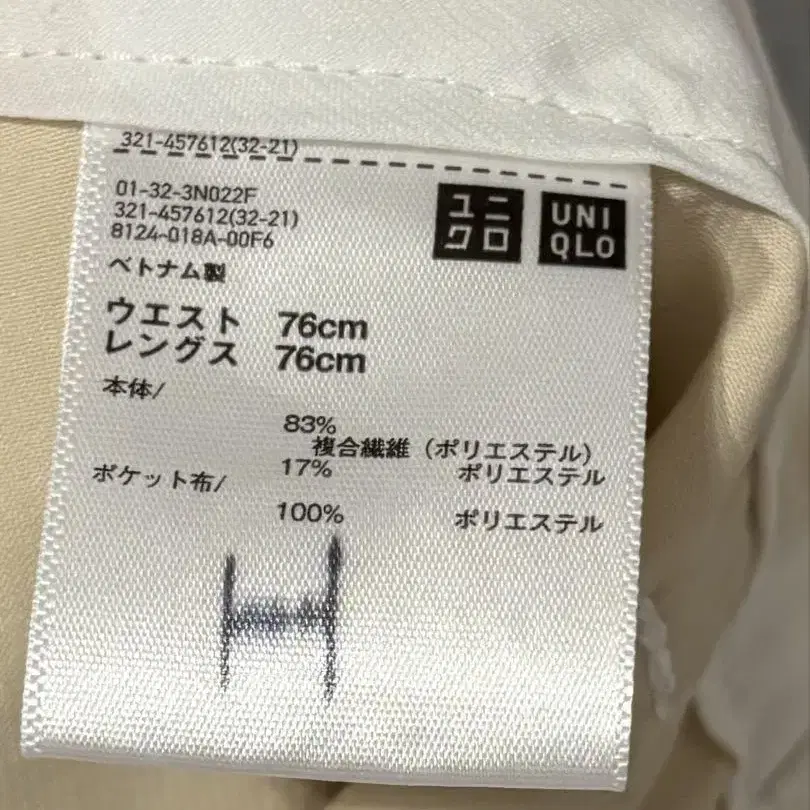 321-457612(32-21)
01-32-3N022F
321-457612(32-21)
8124-018A-00F6
ユニ
クロ
UNI
QLO
ベトナム製
ウエスト 76cm
レングス 76cm
本体/
83%
複合繊維（ポリエステル）
17% ポリエステル
ポケット布/
100% ポリエステル
H